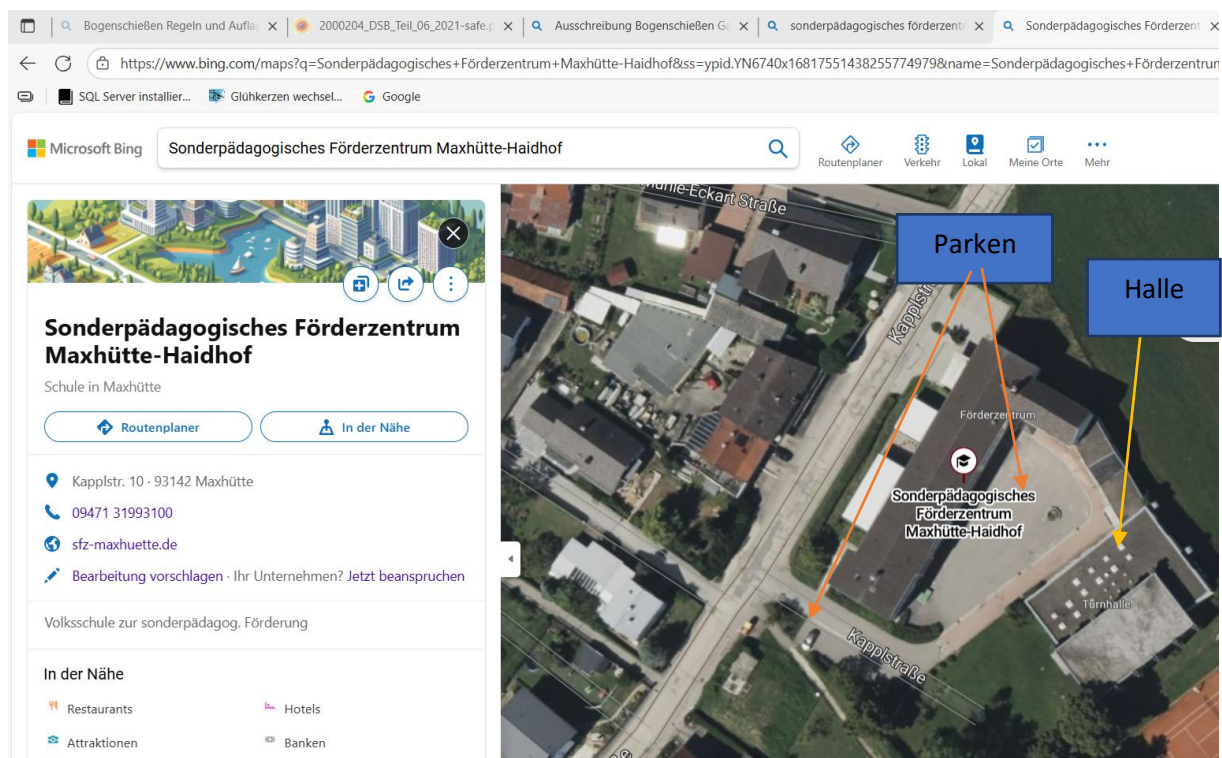 Bogenschießen Regeln und Aufla
2000204_DSB_Teil_06_2021-safe.p
Ausschreibung Bogenschießen Ga
sonderpädagogisches förderzent
Sonderpädagogisches Förderzent
https://www.bing.com/maps?q=Sonderpädagogisches+Förderzentrum+Maxhütte-Haidhof&ss=ypid.YN6740x16817551438255774979&name=Sonderpädagogisches+Förderzentrum
SQL Server installier...
Glühkerzen wechsel...
Google
Microsoft Bing
Sonderpädagogisches Förderzentrum Maxhütte-Haidhof
Routenplaner
Verkehr
Lokal
Meine Orte
Mehr
Sonderpädagogisches Förderzentrum
Maxhütte-Haidhof
Schule in Maxhütte
Routenplaner
In der Nähe
Kapplstr. 10 · 93142 Maxhütte
09471 31993100
sfz-maxhuette.de
Bearbeitung vorschlagen · Ihr Unternehmen? Jetzt beanspruchen
Volksschule zur sonderpädagog. Förderung
In der Nähe
Restaurants
Hotels
Attraktionen
Banken
Mühle-Eckart Straße
Parken
Halle
Kapplstraße
Förderzentrum
Sonderpädagogisches
Förderzentrum
Maxhütte-Haidhof
Turnhalle
Kapplstraße